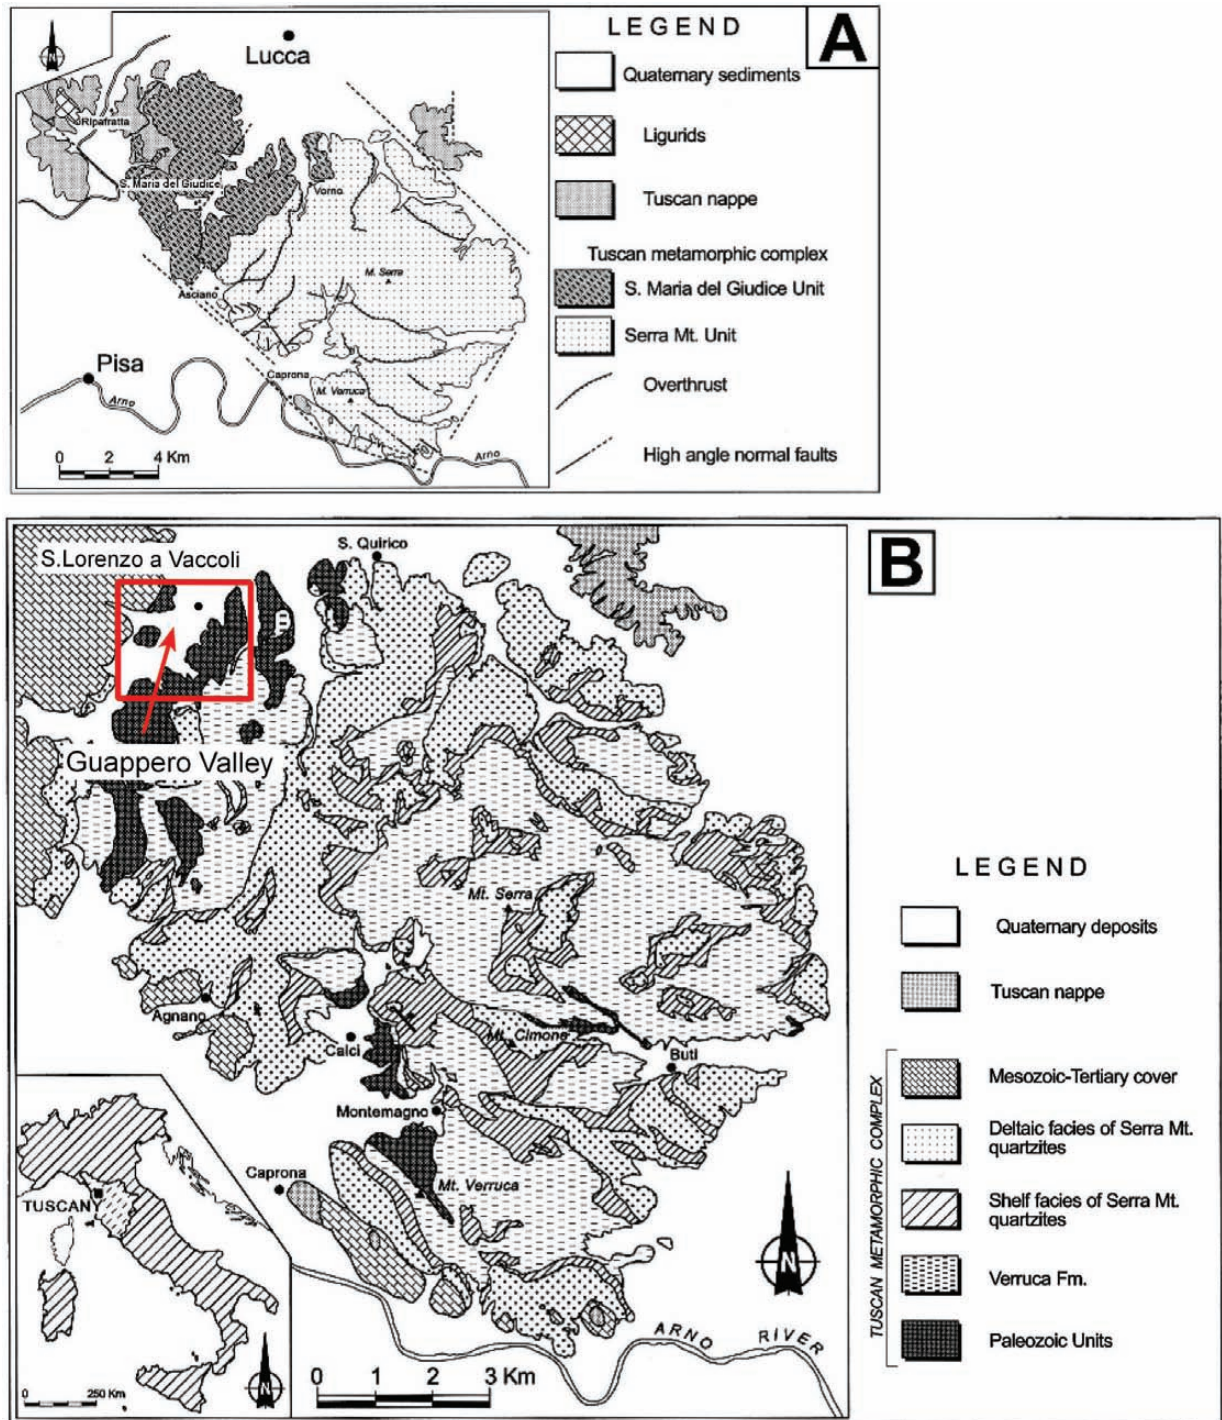 A
N
Lucca
Ripafratta
S. Maria del Giudice
Vorno
M. Serra
Asciano
Pisa
Caprona
M. Verruca
Arno
Arno
0 2 4 Km
LEGEND
Quaternary sediments
Ligurids
Tuscan nappe
Tuscan metamorphic complex
S. Maria del Giudice Unit
Serra Mt. Unit
Overthrust
High angle normal faults
B
S. Quirico
S.Lorenzo a Vaccoli
Guappero Valley
Mt. Serra
Agnano
Calci
Mt. Cimone
Buti
Montemagno
Caprona
Mt. Verruca
TUSCANY
N
N
ARNO RIVER
0 250 Km
0 1 2 3 Km
LEGEND
Quaternary deposits
Tuscan nappe
TUSCAN METAMORPHIC COMPLEX
Mesozoic-Tertiary cover
Deltaic facies of Serra Mt.
quartzites
Shelf facies of Serra Mt.
quartzites
Verruca Fm.
Paleozoic Units